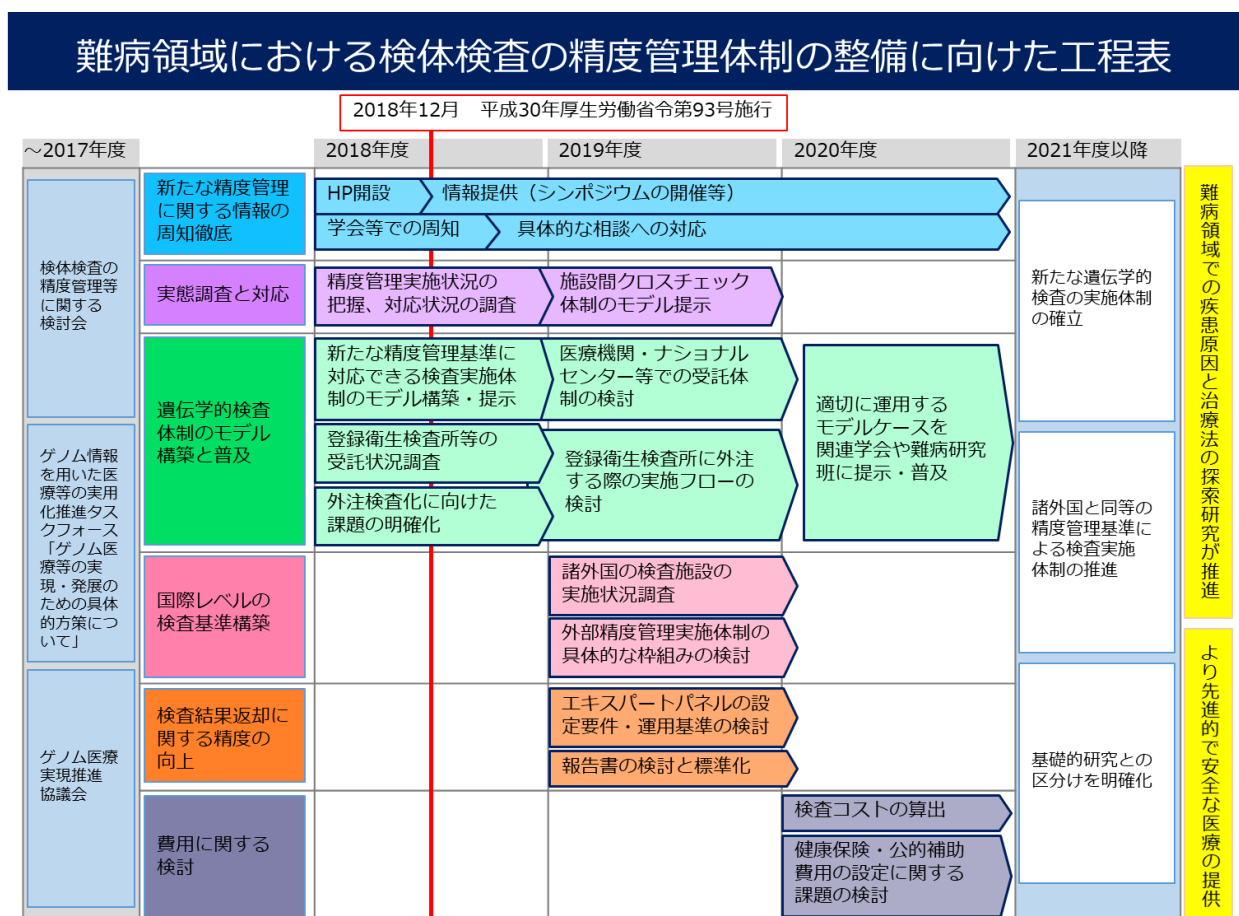 難病領域における検体検査の精度管理体制の整備に向けた工程表
2018年12月　平成30年厚生労働省令第93号施行
～2017年度
2018年度
2019年度
2020年度
2021年度以降
検体検査の
精度管理等
に関する
検討会
ゲノム情報
を用いた医
療等の実用
化推進タス
クフォース
「ゲノム医
療等の実
現・発展の
ための具体
的方策につ
いて」
ゲノム医療
実現推進
協議会
新たな精度管理
に関する情報の
周知徹底
HP開設
情報提供（シンポジウムの開催等）
学会等での周知
具体的な相談への対応
実態調査と対応
精度管理実施状況の
把握、対応状況の調査
施設間クロスチェック
体制のモデル提示
遺伝学的検査
体制のモデル
構築と普及
新たな精度管理基準に
対応できる検査実施体
制のモデル構築・提示
医療機関・ナショナル
センター等での受託体
制の検討
登録衛生検査所等の
受託状況調査
外注検査化に向けた
課題の明確化
登録衛生検査所に外注
する際の実施フローの
検討
適切に運用する
モデルケースを
関連学会や難病研究
班に提示・普及
国際レベルの
検査基準構築
諸外国の検査施設の
実施状況調査
外部精度管理実施体制の
具体的な枠組みの検討
検査結果返却に
関する精度の
向上
エキスパートパネルの設
定要件・運用基準の検討
報告書の検討と標準化
費用に関する
検討
検査コストの算出
健康保険・公的補助
費用の設定に関する
課題の検討
新たな遺伝学的
検査の実施体制
の確立
諸外国と同等の
精度管理基準に
よる検査実施
体制の推進
基礎的研究との
区分けを明確化
難病領域での疾患原因と治療法の探索研究が推進
より先進的で安全な医療の提供